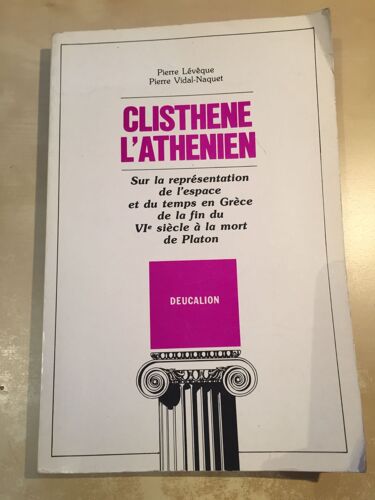 Pierre Lévêque
Pierre Vidal-Naquet
CLISTHENE
L'ATHENIEN
Sur la représentation
de l'espace
et du temps en Grèce
de la fin du
VIe siècle à la mort
de Platon
DEUCALION